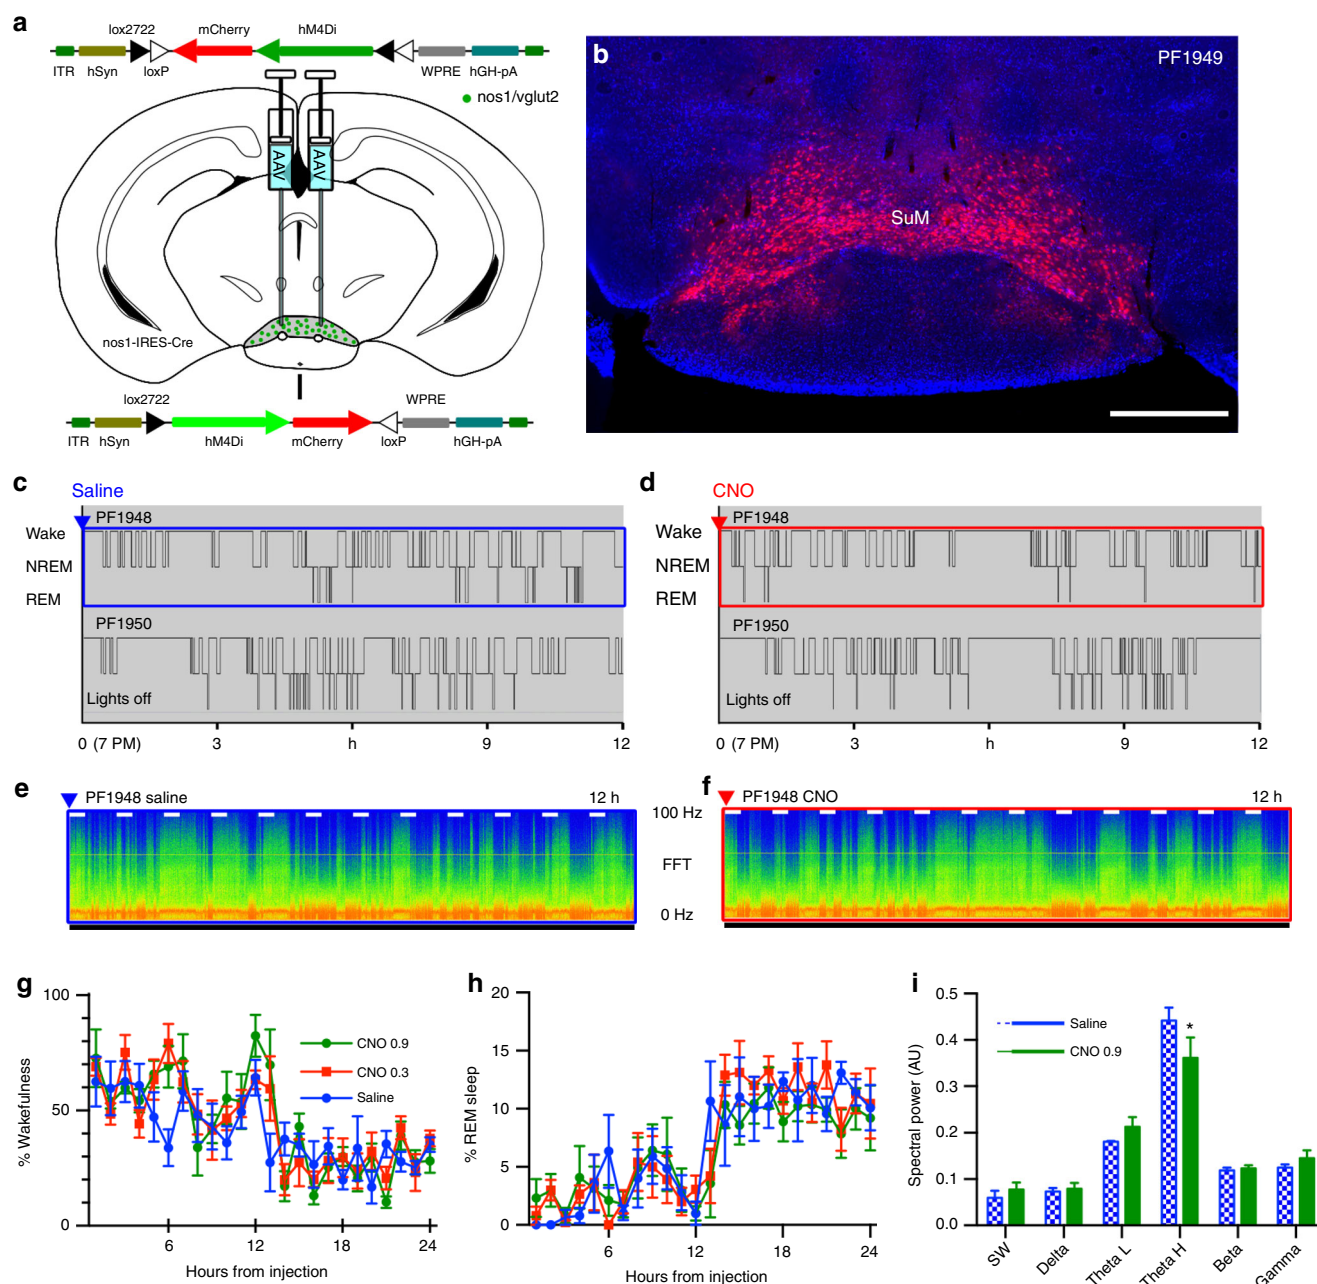 a
lox2722 mCherry hM4Di
ITR hSyn loxP WPRE hGH-pA
nos1/vglut2
AAV AAV
nos1-IRES-Cre
lox2722 WPRE
ITR hSyn hM4Di mCherry loxP hGH-pA
b
PF1949
SuM
c
Saline
PF1948
Wake
NREM
REM
PF1950
Lights off
0 (7 PM) 3 h 9 12
d
CNO
PF1948
Wake
NREM
REM
PF1950
Lights off
0 (7 PM) 3 h 9 12
e
PF1948 saline 12 h
100 Hz
FFT
0 Hz
f
PF1948 CNO 12 h
g
% Wakefulness
100
50
0
CNO 0.9
CNO 0.3
Saline
6 12 18 24
Hours from injection
h
% REM sleep
20
15
10
5
0
6 12 18 24
Hours from injection
i
Spectral power (AU)
0.5
0.4
0.3
0.2
0.1
0.0
Saline
CNO 0.9
*
SW Delta Theta L Theta H Beta Gamma